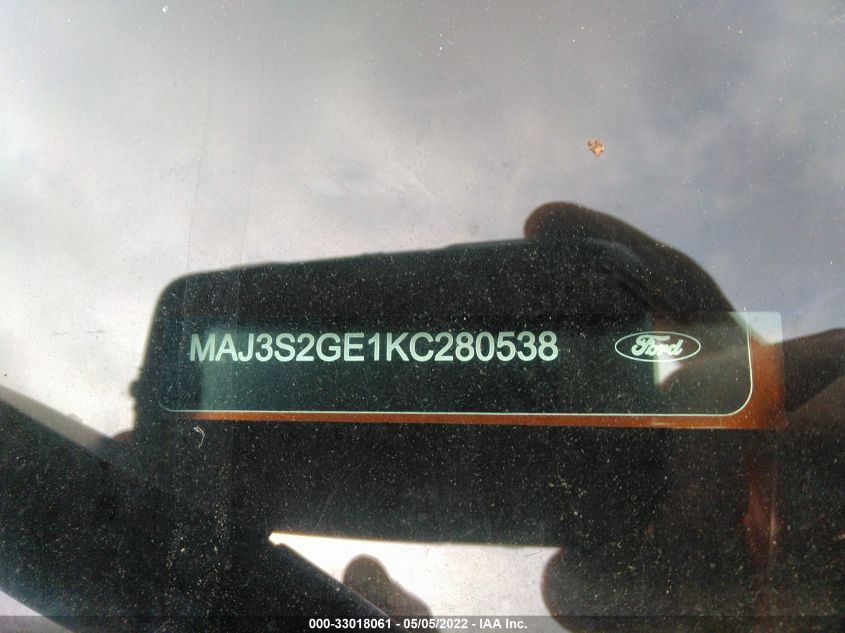 MAJ3S2GE1KC280538 Ford
000-33018061 - 05/05/2022 - IAA Inc.